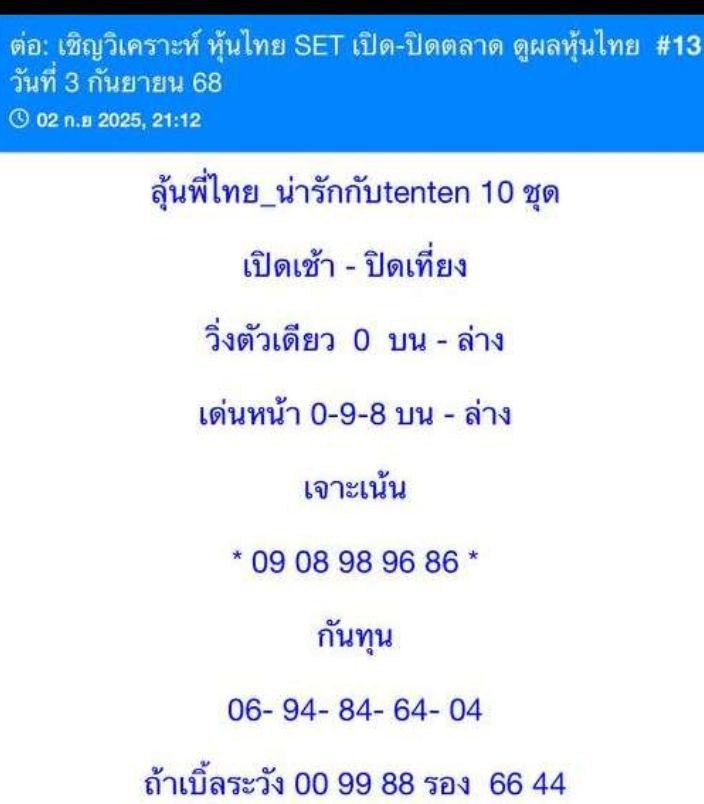 ต่อ: เชิญวิเคราะห์ หุ้นไทย SET เปิด-ปิดตลาด ดูผลหุ้นไทย #13
วันที่ 3 กันยายน 68
02 ก.ย 2025, 21:12
ลุ้นพี่ไทย_น่ารักกับtenten 10 ชุด
เปิดเช้า - ปิดเที่ยง
วิ่งตัวเดียว 0 บน - ล่าง
เด่นหน้า 0-9-8 บน - ล่าง
เจาะเน้น
* 09 08 98 96 86 *
กันทุน
06- 94- 84- 64- 04
ถ้าเบิ้ลระวัง 00 99 88 รอง 66 44